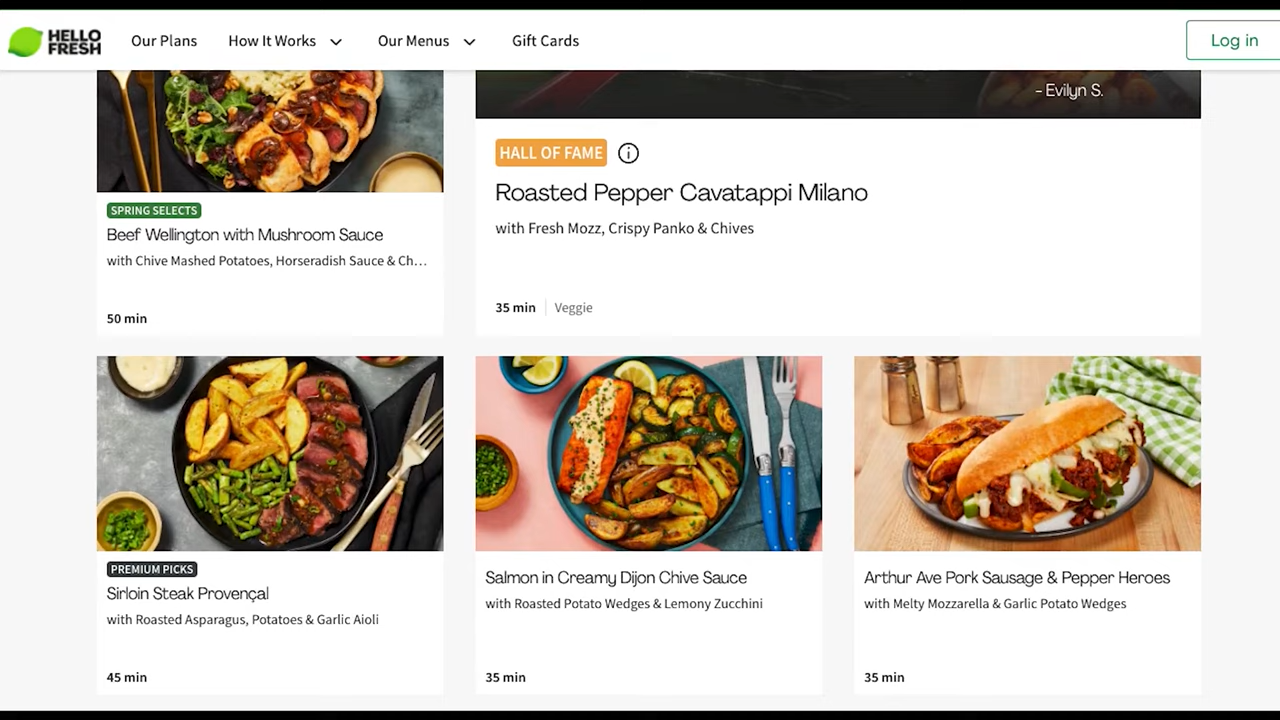 HELLO
FRESH
Our Plans
How It Works
Our Menus
Gift Cards
Log in
- Evilyn S.
SPRING SELECTS
Beef Wellington with Mushroom Sauce
with Chive Mashed Potatoes, Horseradish Sauce & Ch...
50 min
HALL OF FAME
Roasted Pepper Cavatappi Milano
with Fresh Mozz, Crispy Panko & Chives
35 min
Veggie
PREMIUM PICKS
Sirloin Steak Provençal
with Roasted Asparagus, Potatoes & Garlic Aioli
45 min
Salmon in Creamy Dijon Chive Sauce
with Roasted Potato Wedges & Lemony Zucchini
35 min
Arthur Ave Pork Sausage & Pepper Heroes
with Melty Mozzarella & Garlic Potato Wedges
35 min